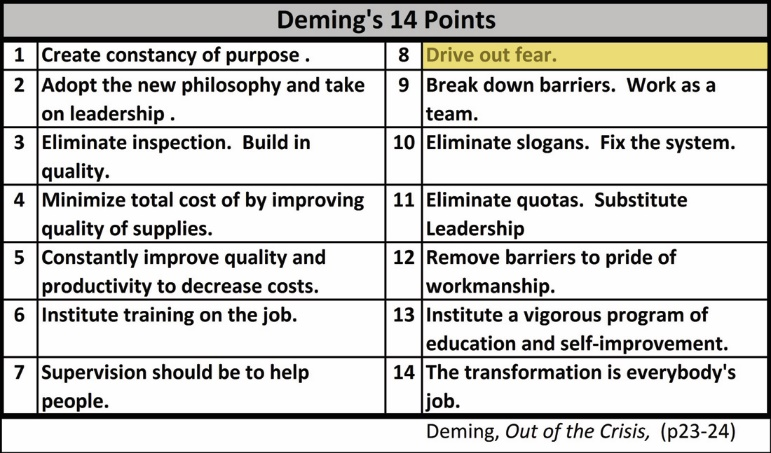 Deming's 14 Points
1 Create constancy of purpose .
2 Adopt the new philosophy and take
on leadership .
3 Eliminate inspection. Build in
quality.
4 Minimize total cost of by improving
quality of supplies.
5 Constantly improve quality and
productivity to decrease costs.
6 Institute training on the job.
7 Supervision should be to help
people.
8 Drive out fear.
9 Break down barriers. Work as a
team.
10 Eliminate slogans. Fix the system.
11 Eliminate quotas. Substitute
Leadership
12 Remove barriers to pride of
workmanship.
13 Institute a vigorous program of
education and self-improvement.
14 The transformation is everybody's
job.
Deming, Out of the Crisis, (p23-24)